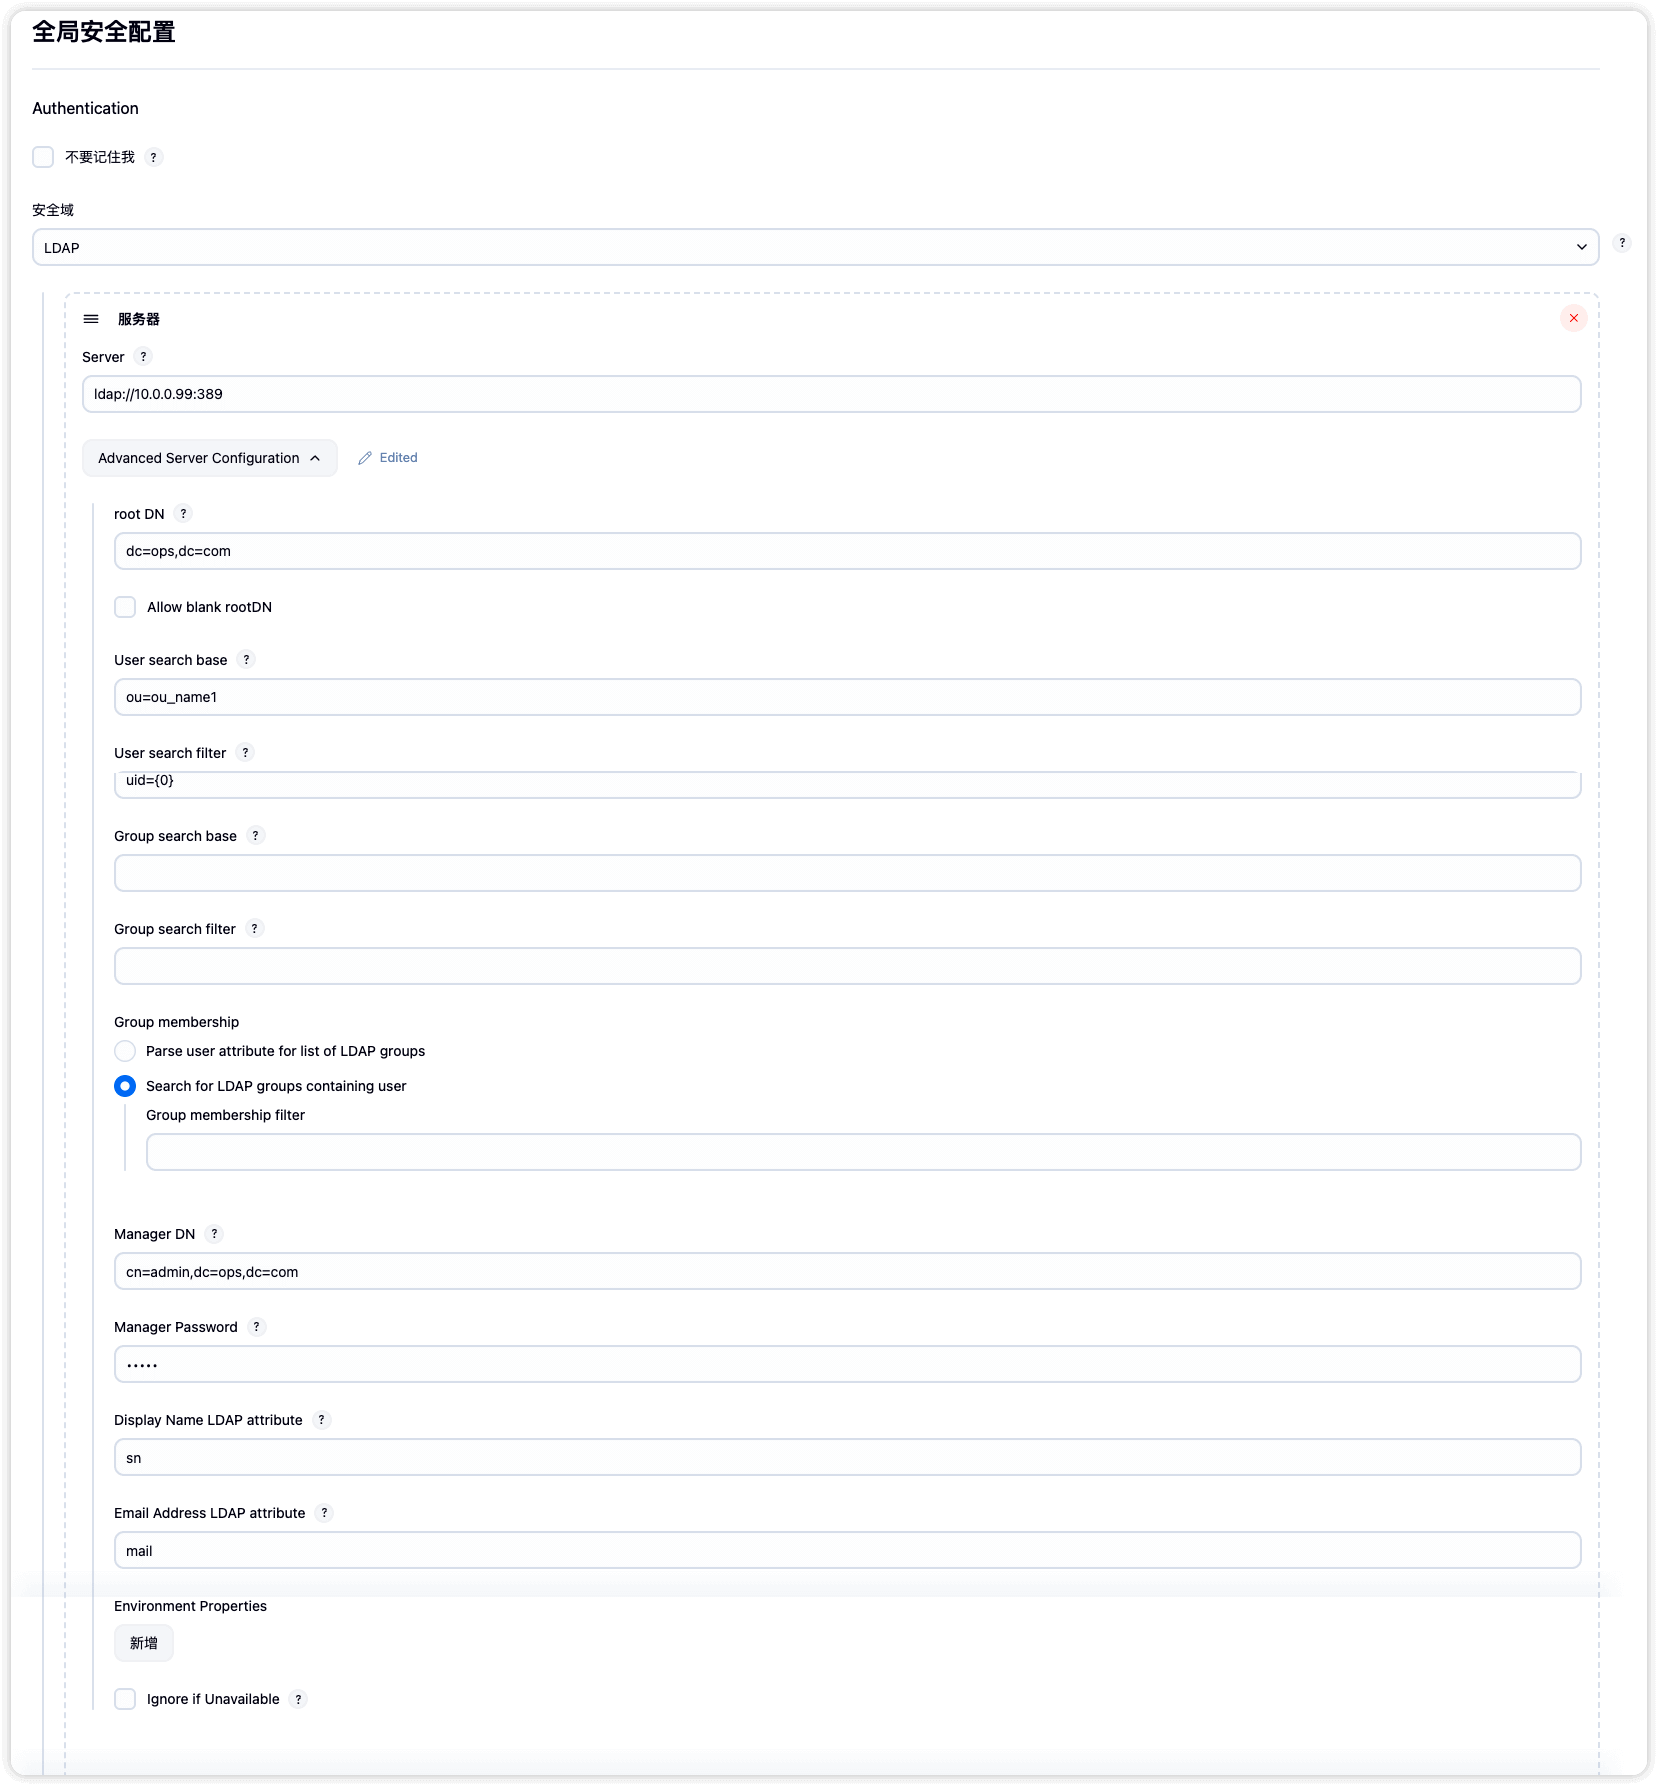 全局安全配置
Authentication
不要记住我 ?
安全域
LDAP
?
服务器
Server ?
ldap://10.0.0.99:389
Advanced Server Configuration Edited
root DN ?
dc=ops,dc=com
Allow blank rootDN
User search base ?
ou=ou_name1
User search filter ?
uid={0}
Group search base ?
Group search filter ?
Group membership
Parse user attribute for list of LDAP groups
Search for LDAP groups containing user
Group membership filter
Manager DN ?
cn=admin,dc=ops,dc=com
Manager Password ?
•••••
Display Name LDAP attribute ?
sn
Email Address LDAP attribute ?
mail
Environment Properties
新增
Ignore if Unavailable ?